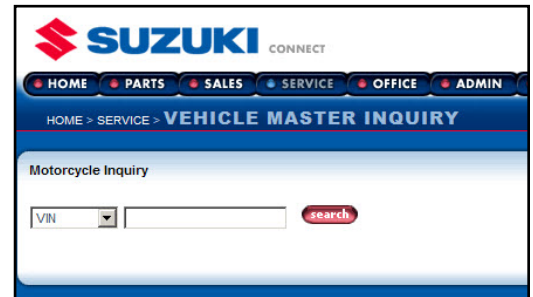 SUZUKI CONNECT
HOME PARTS SALES SERVICE OFFICE ADMIN
HOME > SERVICE > VEHICLE MASTER INQUIRY
Motorcycle Inquiry
VIN search